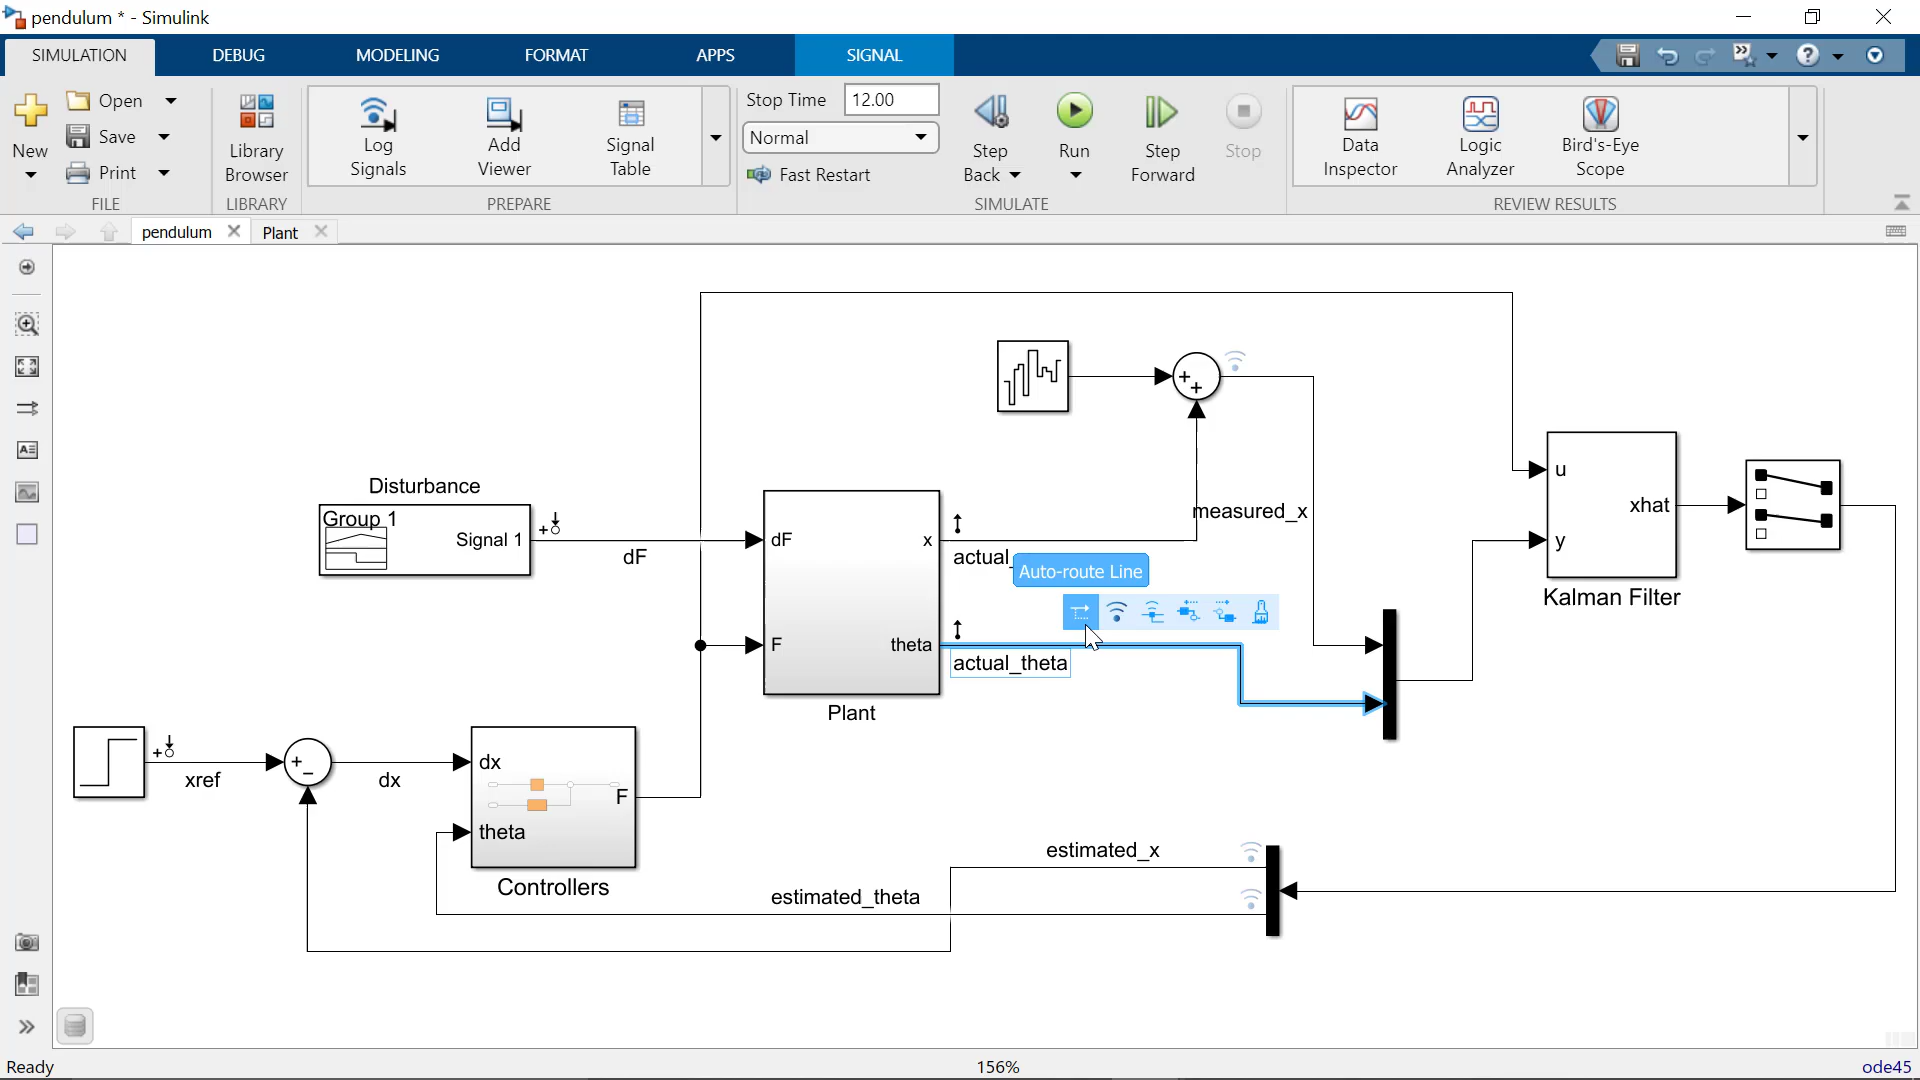 pendulum * - Simulink
SIMULATION
DEBUG
MODELING
FORMAT
APPS
SIGNAL
New
Open
Save
Print
FILE
Library
Browser
LIBRARY
Log
Signals
Add
Viewer
Signal
Table
PREPARE
Stop Time 12.00
Normal
Fast Restart
Step
Back
Run
Step
Forward
Stop
SIMULATE
Data
Inspector
Logic
Analyzer
Bird's-Eye
Scope
REVIEW RESULTS
pendulum
Plant
Disturbance
Group 1
Signal 1
dF
dF
x
F
theta
Plant
actual_
Auto-route Line
actual_theta
measured_x
u
y
xhat
Kalman Filter
xref
dx
dx
theta
F
Controllers
estimated_x
estimated_theta
Ready
156%
ode45